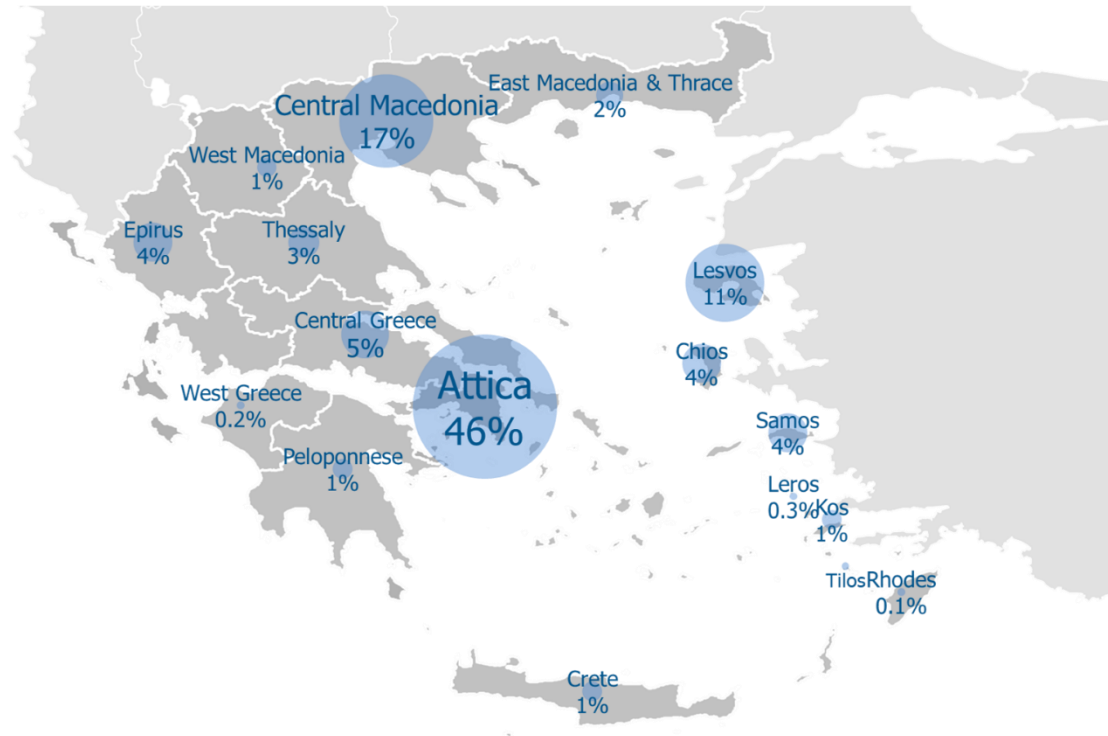 East Macedonia & Thrace
2%
Central Macedonia
17%
West Macedonia
1%
Epirus
4%
Thessaly
3%
Lesvos
11%
Central Greece
5%
Chios
4%
Attica
46%
West Greece
0.2%
Samos
4%
Peloponnese
1%
Leros
0.3%
Kos
1%
Tilos
Rhodes
0.1%
Crete
1%